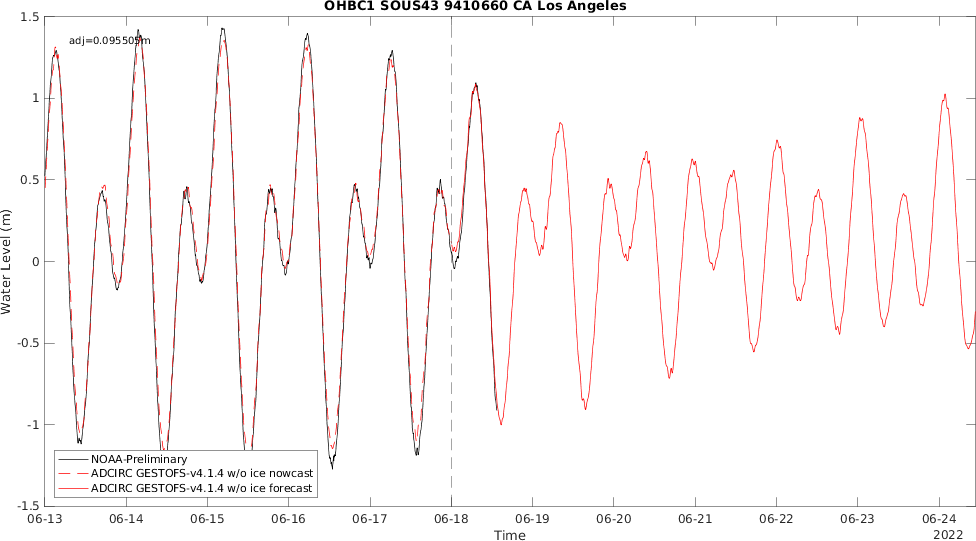 OHBC1 SOUS43 9410660 CA Los Angeles
adj=0.095505m
Water Level (m)
1.5
1
0.5
0
-0.5
-1
-1.5
NOAA-Preliminary
ADCIRC GESTOFS-v4.1.4 w/o ice nowcast
ADCIRC GESTOFS-v4.1.4 w/o ice forecast
06-13 06-14 06-15 06-16 06-17 06-18 06-19 06-20 06-21 06-22 06-23 06-24
Time
2022